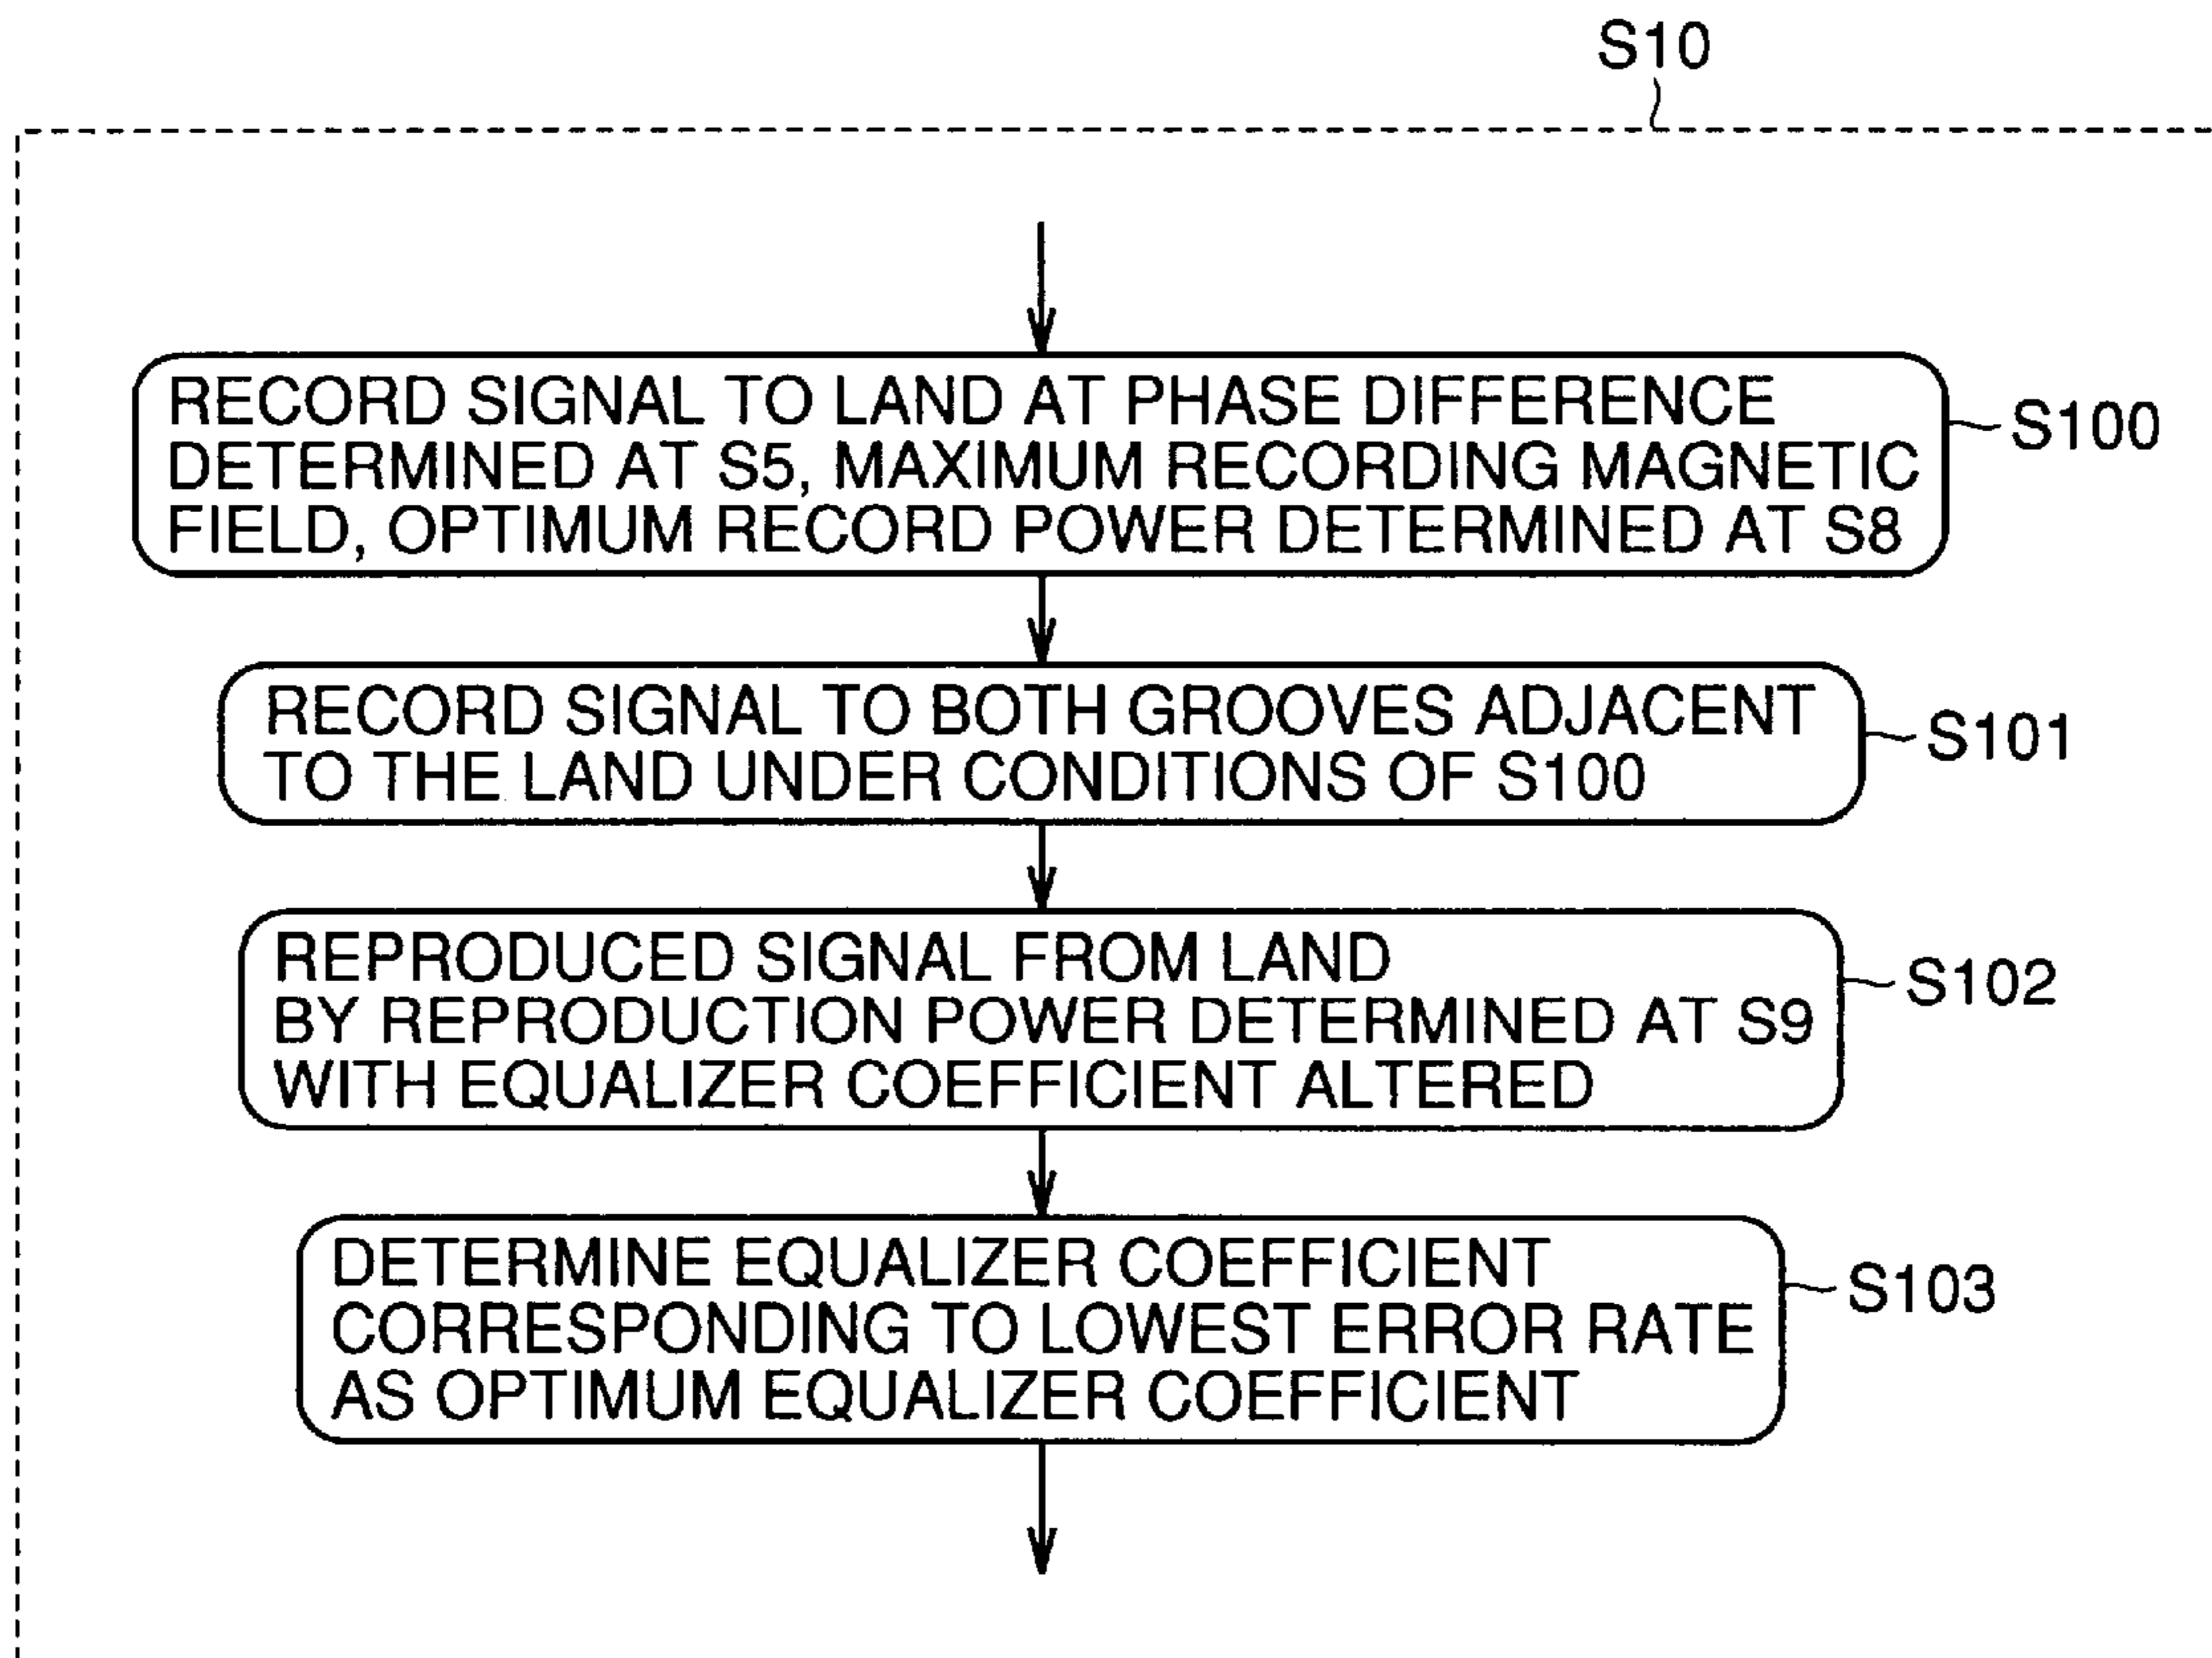 S10
RECORD SIGNAL TO LAND AT PHASE DIFFERENCE
DETERMINED AT S5, MAXIMUM RECORDING MAGNETIC
FIELD, OPTIMUM RECORD POWER DETERMINED AT S8
S100
RECORD SIGNAL TO BOTH GROOVES ADJACENT
TO THE LAND UNDER CONDITIONS OF S100
S101
REPRODUCED SIGNAL FROM LAND
BY REPRODUCTION POWER DETERMINED AT S9
WITH EQUALIZER COEFFICIENT ALTERED
S102
DETERMINE EQUALIZER COEFFICIENT
CORRESPONDING TO LOWEST ERROR RATE
AS OPTIMUM EQUALIZER COEFFICIENT
S103